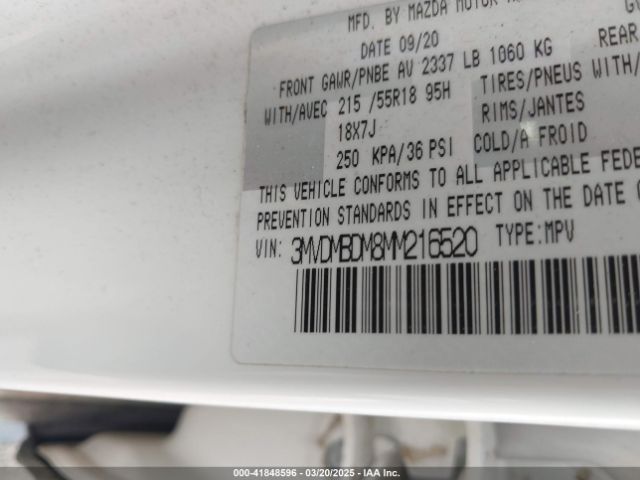 MFD. BY MAZDA MOTOR
DATE 09/20
FRONT GAWR/PNBE AV 2337 LB 1060 KG REAR
WITH/AVEC 215 /55R18 95H TIRES/PNEUS WITH/
18X7J RIMS/JANTES
250 KPA/36 PSI COLD/A FROID
THIS VEHICLE CONFORMS TO ALL APPLICABLE FEDE
PREVENTION STANDARDS IN EFFECT ON THE DATE
VIN: 3MVDMBDM8MM216520 TYPE:MPV
000-41848596 — 03/20/2025 — IAA Inc.